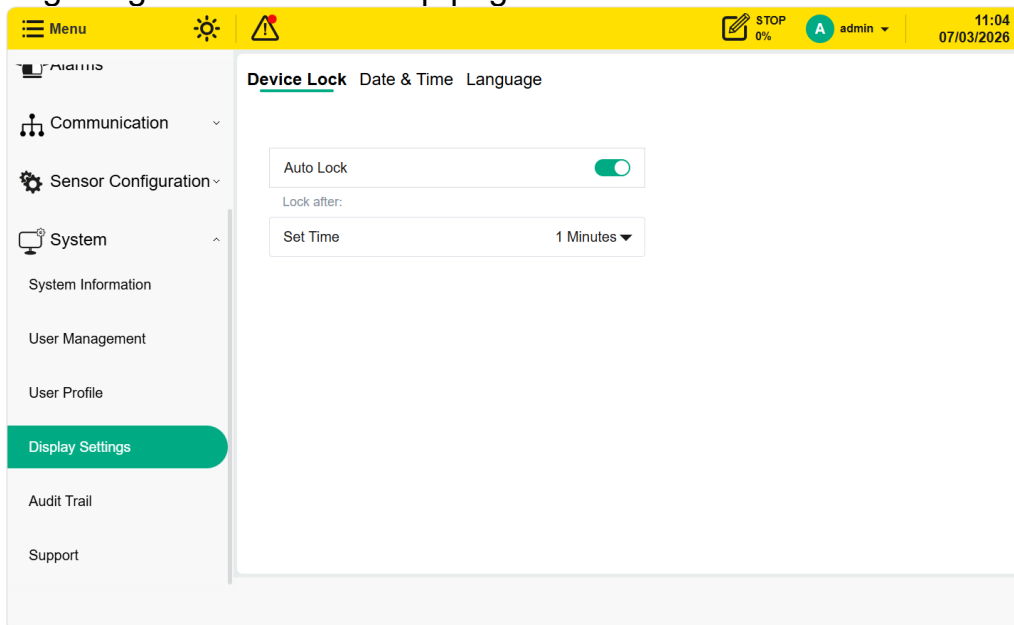 Menu
STOP
0%
A admin
11:04
07/03/2026
Alarms
Device Lock Date & Time Language
Communication
Auto Lock
Sensor Configuration
Lock after:
Set Time 1 Minutes
System
System Information
User Management
User Profile
Display Settings
Audit Trail
Support